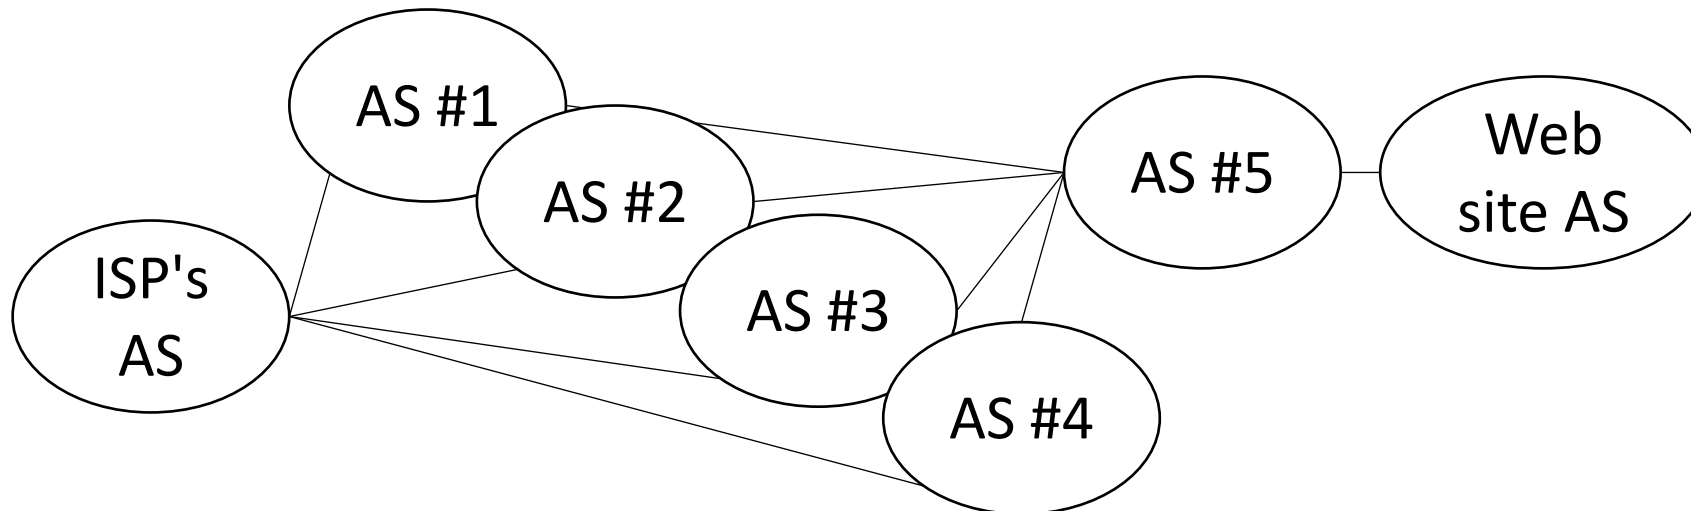 AS #1
AS #2
AS #3
AS #4
AS #5
ISP's
AS
Web
site AS